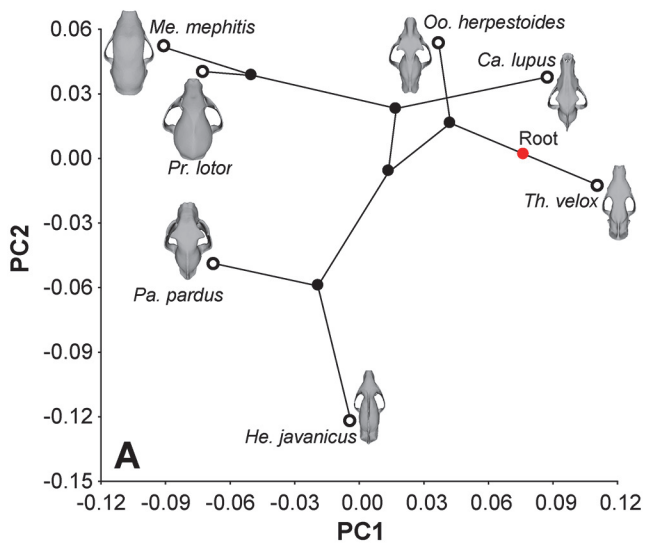 0.06
Me. mephitis
Oo. herpestoides
Ca. lupus
0.03
Pr. lotor
Root
0.00
Th. velox
-0.03
PC2
Pa. pardus
-0.06
-0.09
He. javanicus
-0.12
A
-0.15
-0.12 -0.09 -0.06 -0.03 0.00 0.03 0.06 0.09 0.12
PC1